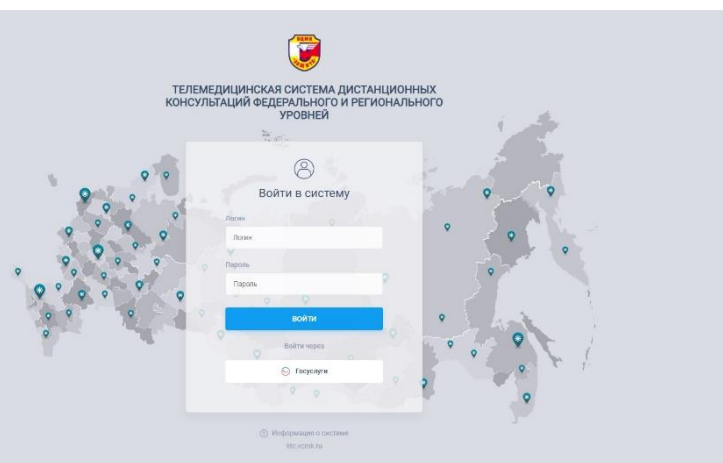 ТЕЛЕМЕДИЦИНСКАЯ СИСТЕМА ДИСТАНЦИОННЫХ
КОНСУЛЬТАЦИЙ ФЕДЕРАЛЬНОГО И РЕГИОНАЛЬНОГО
УРОВНЕЙ
Войти в систему
Логин
Логин
Пароль
Пароль
ВОЙТИ
Войти через
Госуслуги
Информация о системе